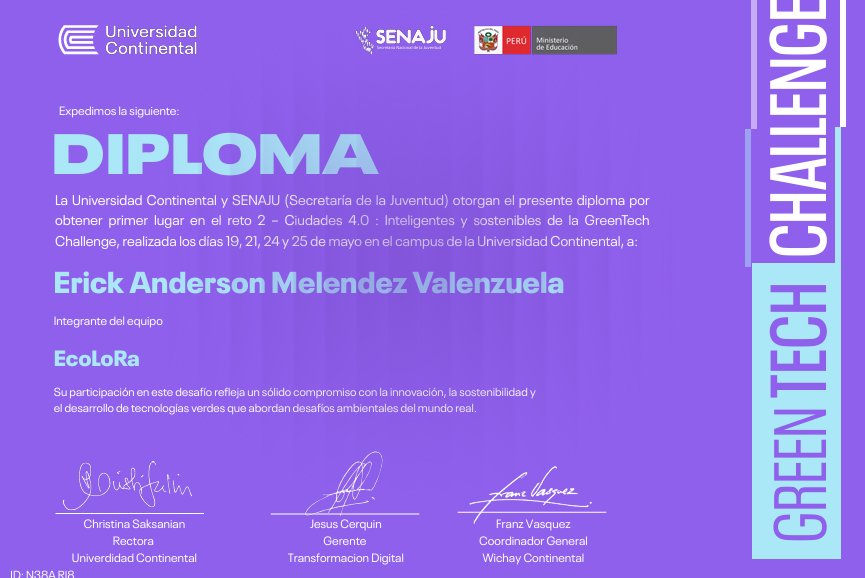 Universidad
Continental
SENAJU
Secretaría Nacional de la Juventud
PERÚ
Ministerio
de Educación
Expedimos la siguiente:
DIPLOMA
La Universidad Continental y SENAJU (Secretaría de la Juventud) otorgan el presente diploma por
obtener primer lugar en el reto 2 – Ciudades 4.0 : Inteligentes y sostenibles de la GreenTech
Challenge, realizada los días 19, 21, 24 y 25 de mayo en el campus de la Universidad Continental, a:
Erick Anderson Melendez Valenzuela
Integrante del equipo
EcoLoRa
Su participación en este desafío refleja un sólido compromiso con la innovación, la sostenibilidad y
el desarrollo de tecnologías verdes que abordan desafíos ambientales del mundo real.
Franz Vasquez
Christina Saksanian
Rectora
Univerdidad Continental
Jesus Cerquin
Gerente
Transformacion Digital
Franz Vasquez
Coordinador General
Wichay Continental
GREEN TECH CHALLENGE